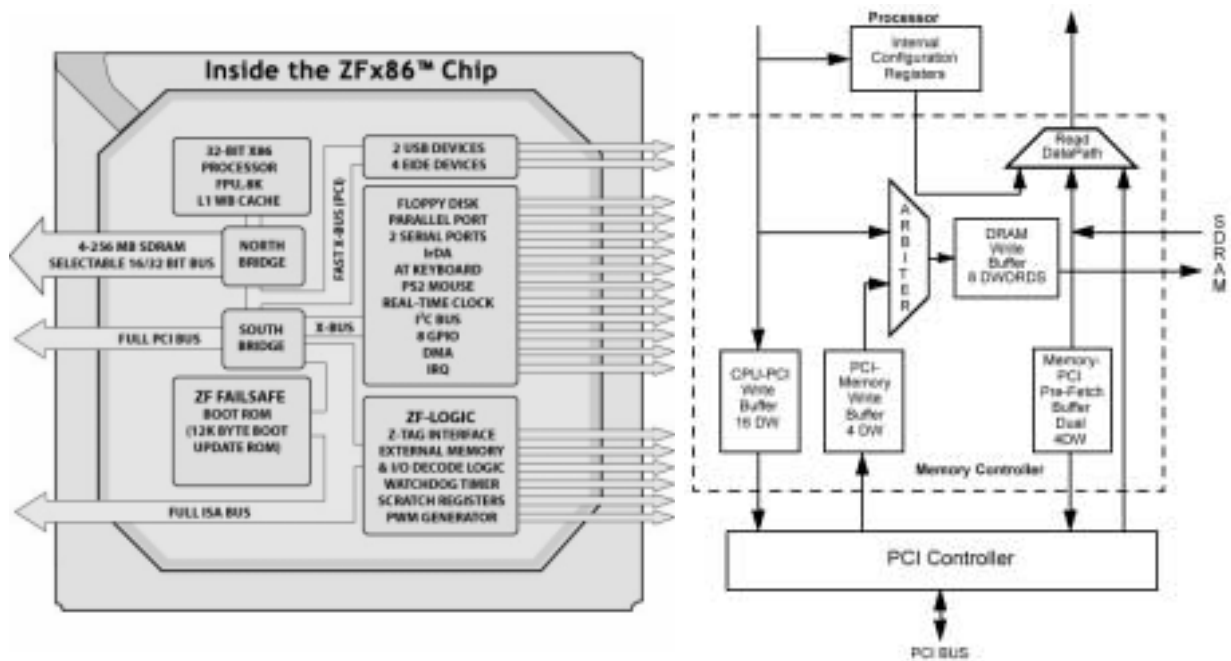 Inside the ZFx86™ Chip
32-BIT X86
PROCESSOR
FPU, 8K
L1 WB CACHE
2 USB DEVICES
4 EIDE DEVICES
FAST X-BUS (PCI)
4-256 MB SDRAM
SELECTABLE 16/32 BIT BUS
NORTH
BRIDGE
FLOPPY DISK
PARALLEL PORT
2 SERIAL PORTS
IrDA
AT KEYBOARD
PS2 MOUSE
REAL-TIME CLOCK
I²C BUS
8 GPIO
DMA
IRQ
FULL PCI BUS
SOUTH
BRIDGE
X-BUS
ZF FAILSAFE
BOOT ROM
(12K BYTE BOOT
UPDATE ROM)
ZF-LOGIC
Z-TAG INTERFACE
EXTERNAL MEMORY
& I/O DECODE LOGIC
WATCHDOG TIMER
SCRATCH REGISTERS
PWM GENERATOR
FULL ISA BUS
Processor
Internal
Configuration
Registers
Read
DataPath
ARBITER
DRAM
Write
Buffer
8 DWORDS
SDRAM
CPU-PCI
Write
Buffer
16 DW
PCI-
Memory
Write
Buffer
4 DW
Memory-
PCI
Pre-Fetch
Buffer
Dual
4DW
Memory Controller
PCI Controller
PCI BUS